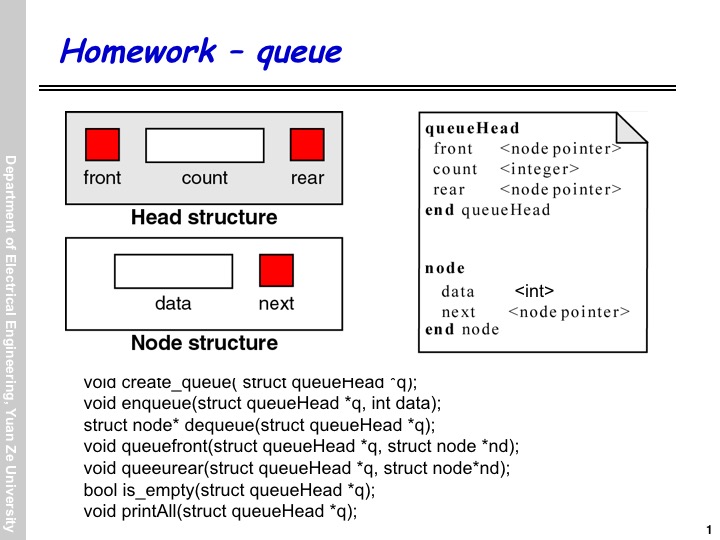 Homework – queue
front count rear
Head structure
data next
Node structure
queueHead
front <node pointer>
count <integer>
rear <node pointer>
end queueHead
node
data <int>
next <node pointer>
end node
void create_queue( struct queueHead *q);
void enqueue(struct queueHead *q, int data);
struct node* dequeue(struct queueHead *q);
void queuefront(struct queueHead *q, struct node *nd);
void queeurear(struct queueHead *q, struct node*nd);
bool is_empty(struct queueHead *q);
void printAll(struct queueHead *q);
Department of Electrical Engineering, Yuan Ze University
1